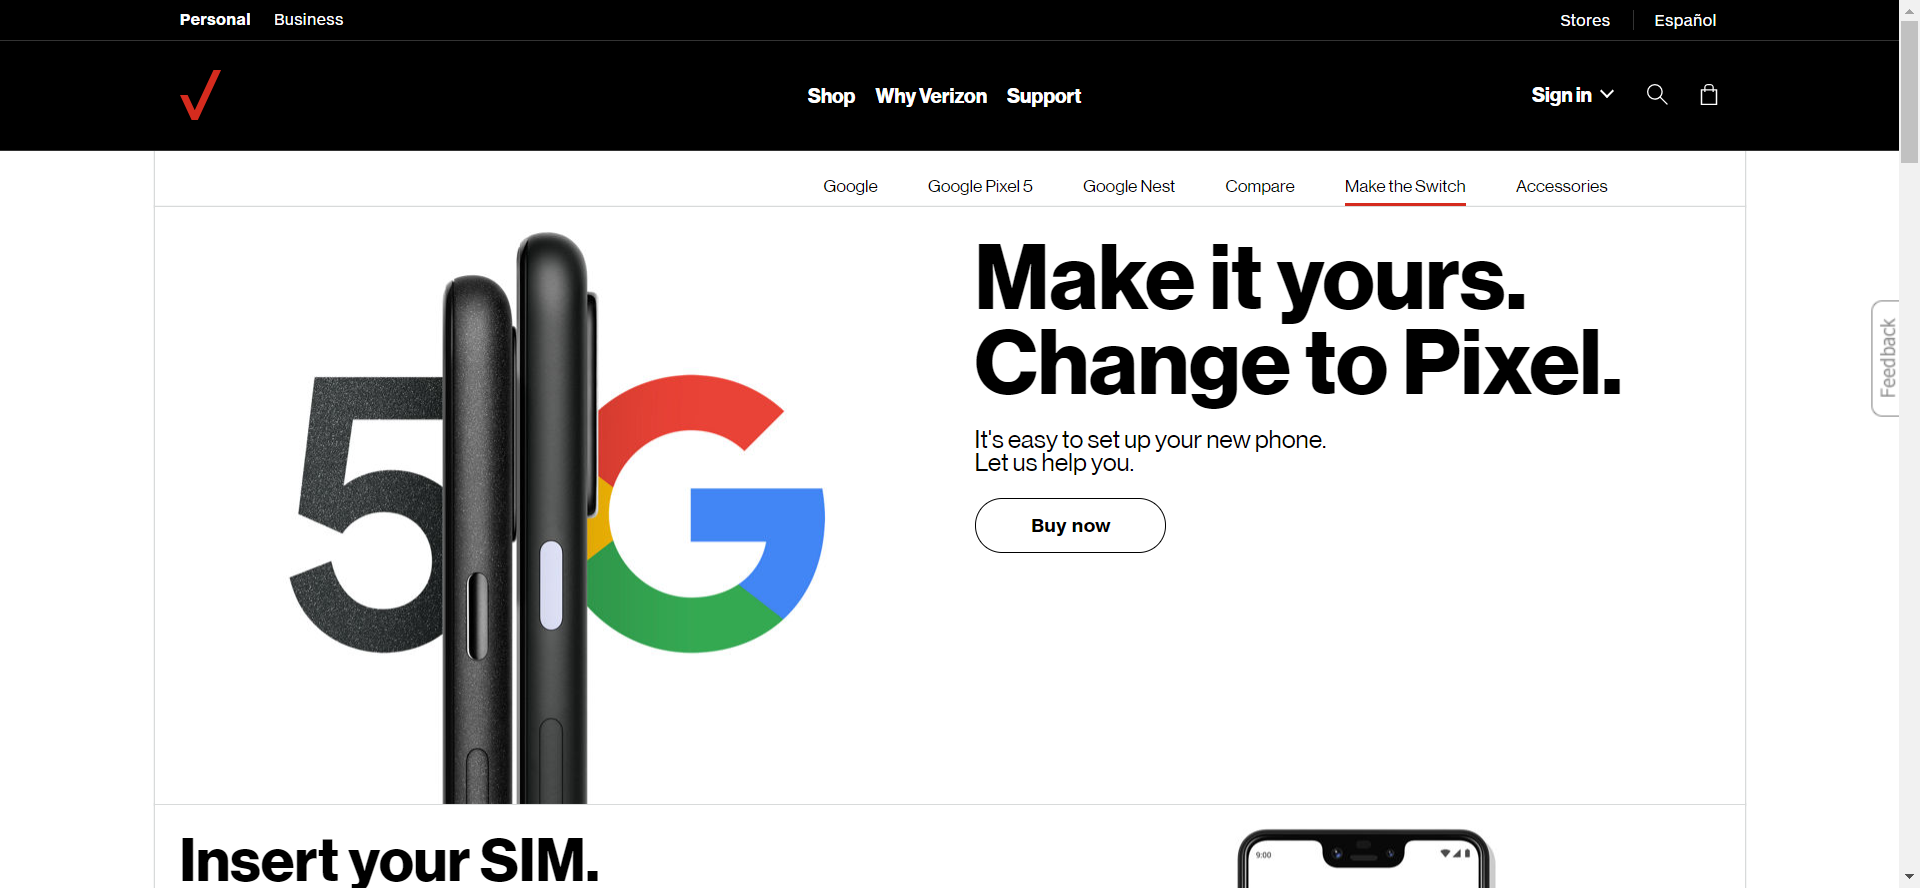 Personal Business
Stores Español
Shop Why Verizon Support
Sign in
Google Google Pixel 5 Google Nest Compare Make the Switch Accessories
5G
Make it yours.
Change to Pixel.
It's easy to set up your new phone.
Let us help you.
Buy now
Feedback
Insert your SIM.
9:00